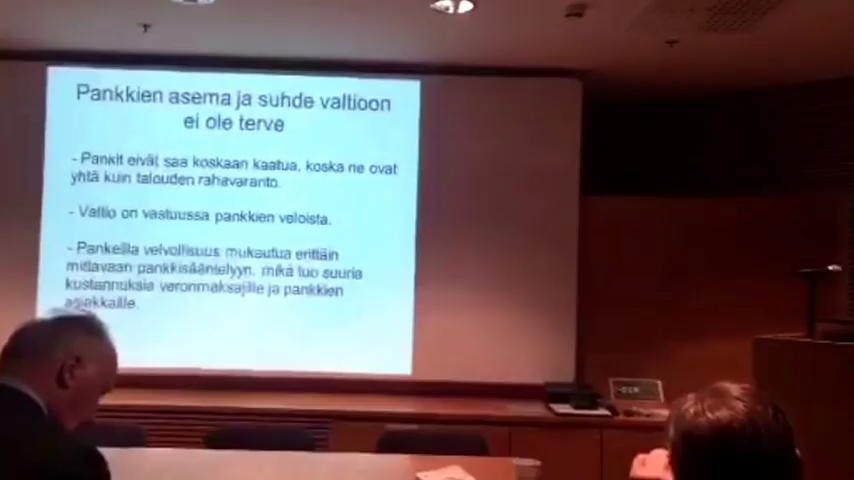 Pankkien asema ja suhde valtioon
ei ole terve
- Pankit eivät saa koskaan kaatua, koska ne ovat
yhtä kuin talouden rahavaranto.
- Valtio on vastuussa pankkien veloista.
- Pankeilla velvollisuus mukautua erittäin
mittavaan pankkisääntelyyn, mikä tuo suuria
kustannuksia veronmaksajille ja pankkien
asiakkaille.